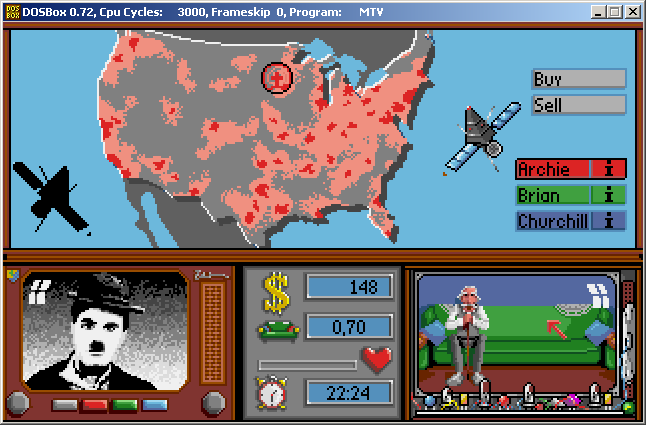 DOSBox 0.72, Cpu Cycles: 3000, Frameskip 0, Program: MTV
Buy
Sell
Archie i
Brian i
Churchill i
$ 148
0,70
22:24